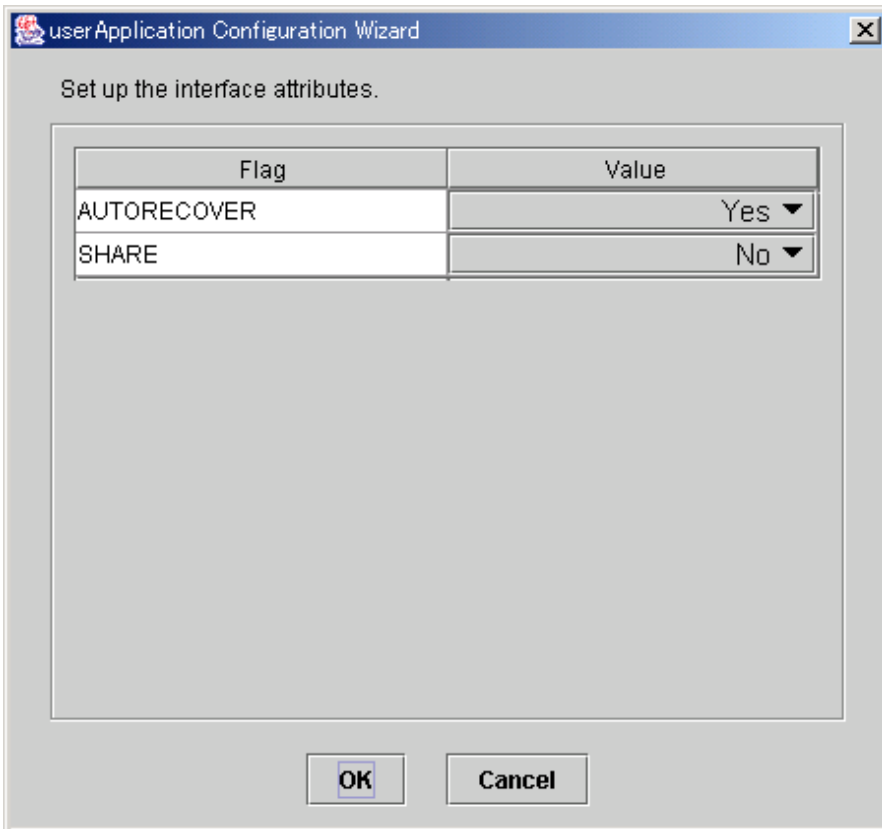 userApplication Configuration Wizard
Set up the interface attributes.
Flag Value
AUTORECOVER Yes
SHARE No
OK Cancel